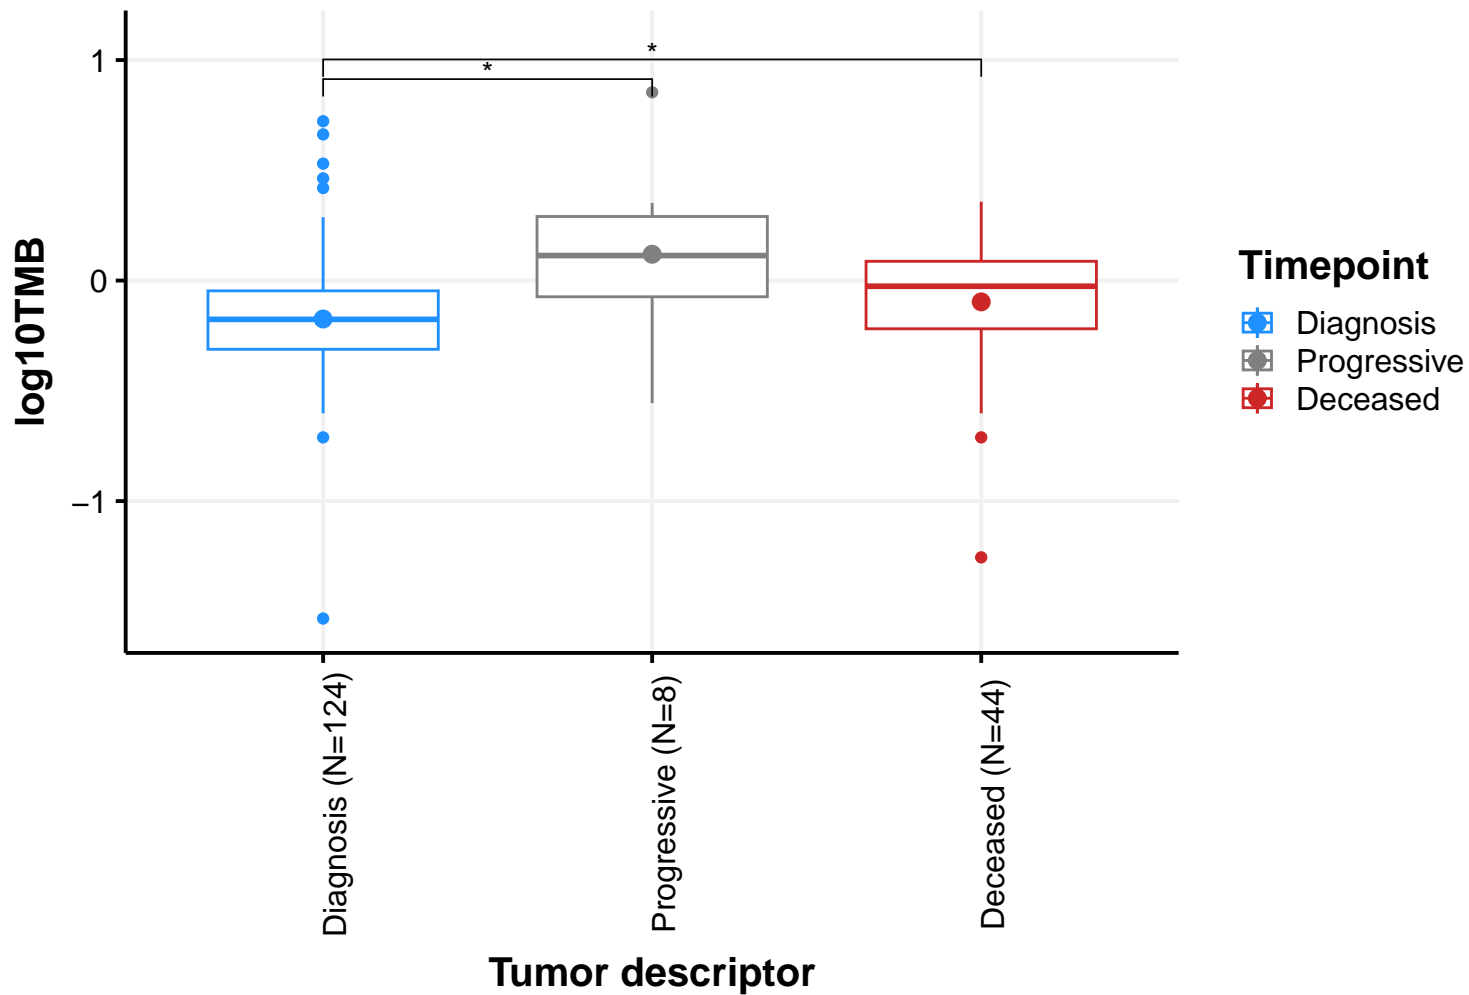 *
*
1
0
−1
log10TMB
Diagnosis (N=124)
Progressive (N=8)
Deceased (N=44)
Tumor descriptor
Timepoint
Diagnosis
Progressive
Deceased